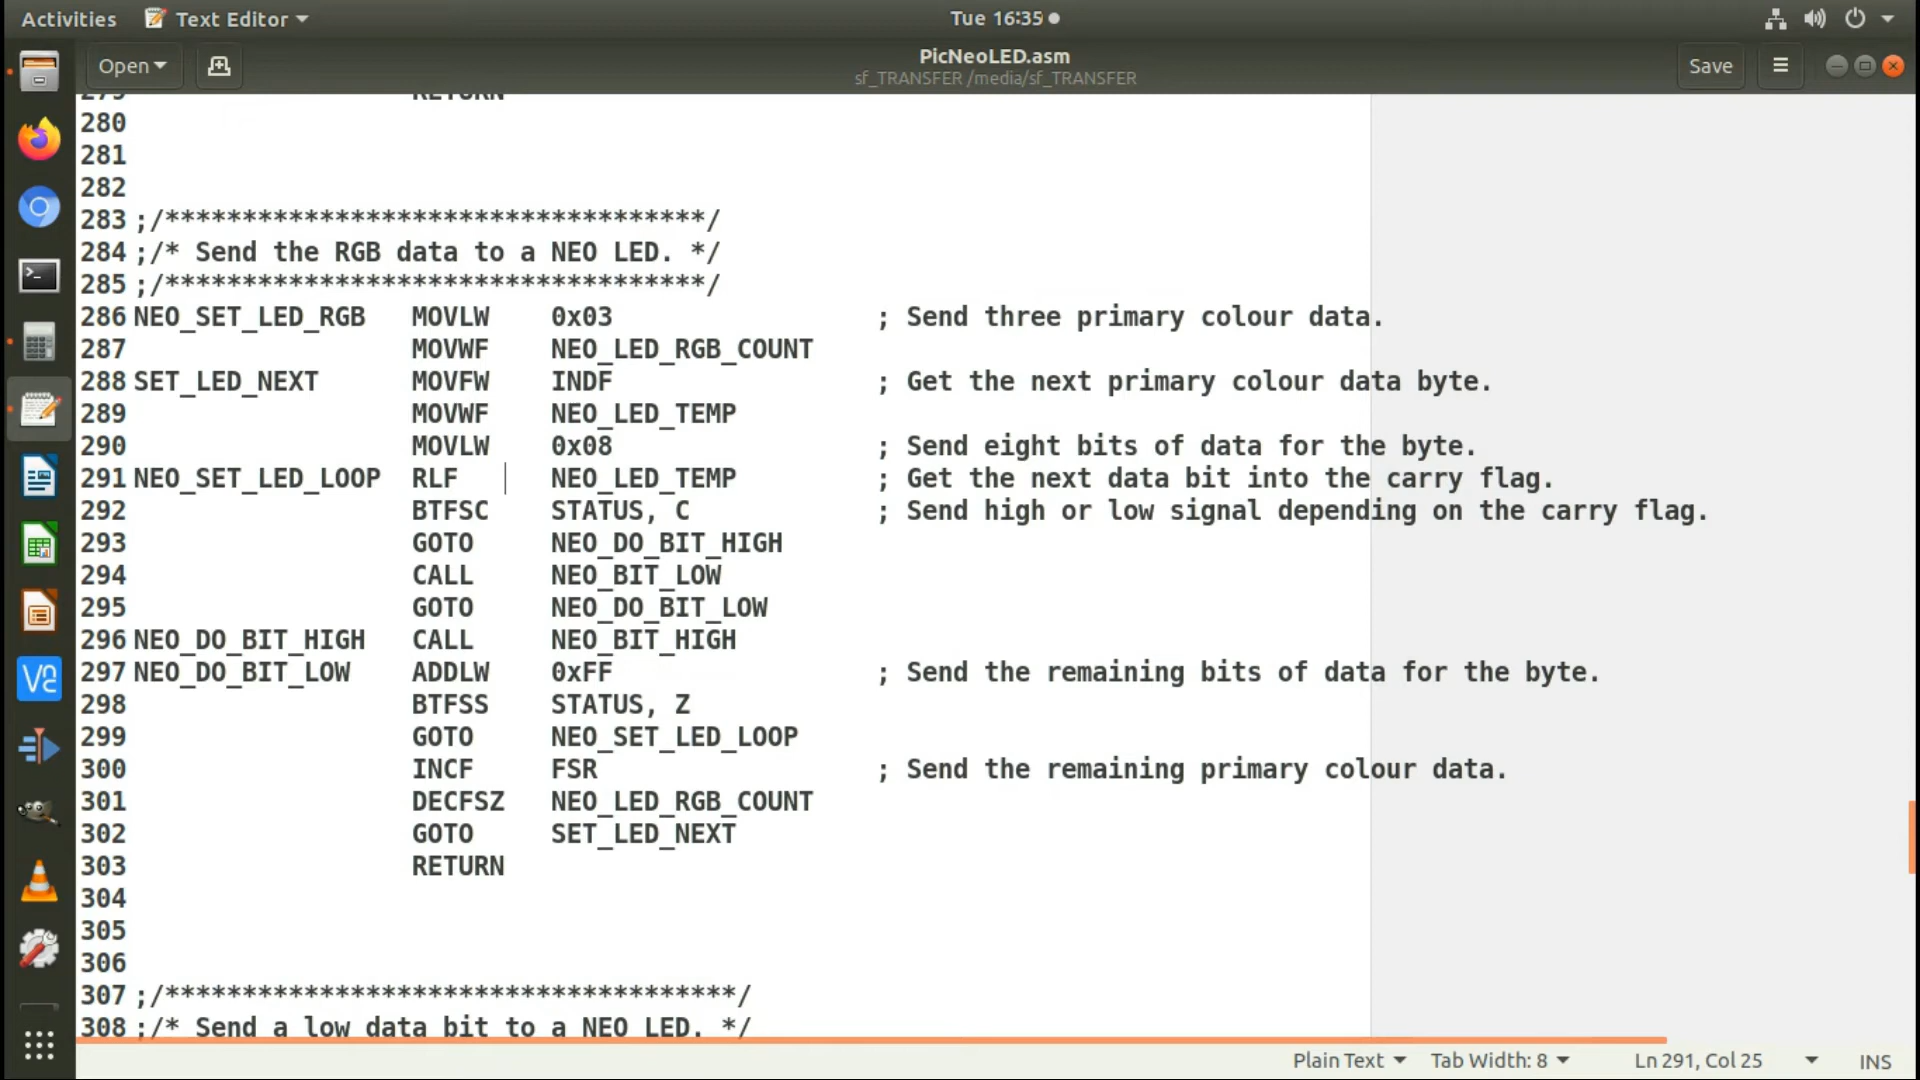 Activities Text Editor Tue 16:35
Open PicNeoLED.asm Save
sf_TRANSFER /media/sf_TRANSFER
279 RETURN
280
281
282
283 ;/***********************************/
284 ;/* Send the RGB data to a NEO LED. */
285 ;/***********************************/
286 NEO_SET_LED_RGB MOVLW 0x03 ; Send three primary colour data.
287 MOVWF NEO_LED_RGB_COUNT
288 SET_LED_NEXT MOVFW INDF ; Get the next primary colour data byte.
289 MOVWF NEO_LED_TEMP
290 MOVLW 0x08 ; Send eight bits of data for the byte.
291 NEO_SET_LED_LOOP RLF NEO_LED_TEMP ; Get the next data bit into the carry flag.
292 BTFSC STATUS, C ; Send high or low signal depending on the carry flag.
293 GOTO NEO_DO_BIT_HIGH
294 CALL NEO_BIT_LOW
295 GOTO NEO_DO_BIT_LOW
296 NEO_DO_BIT_HIGH CALL NEO_BIT_HIGH
297 NEO_DO_BIT_LOW ADDLW 0xFF ; Send the remaining bits of data for the byte.
298 BTFSS STATUS, Z
299 GOTO NEO_SET_LED_LOOP
300 INCF FSR ; Send the remaining primary colour data.
301 DECFSZ NEO_LED_RGB_COUNT
302 GOTO SET_LED_NEXT
303 RETURN
304
305
306
307 ;/*************************************/
308 ;/* Send a low data bit to a NEO LED. */
Plain Text Tab Width: 8 Ln 291, Col 25 INS